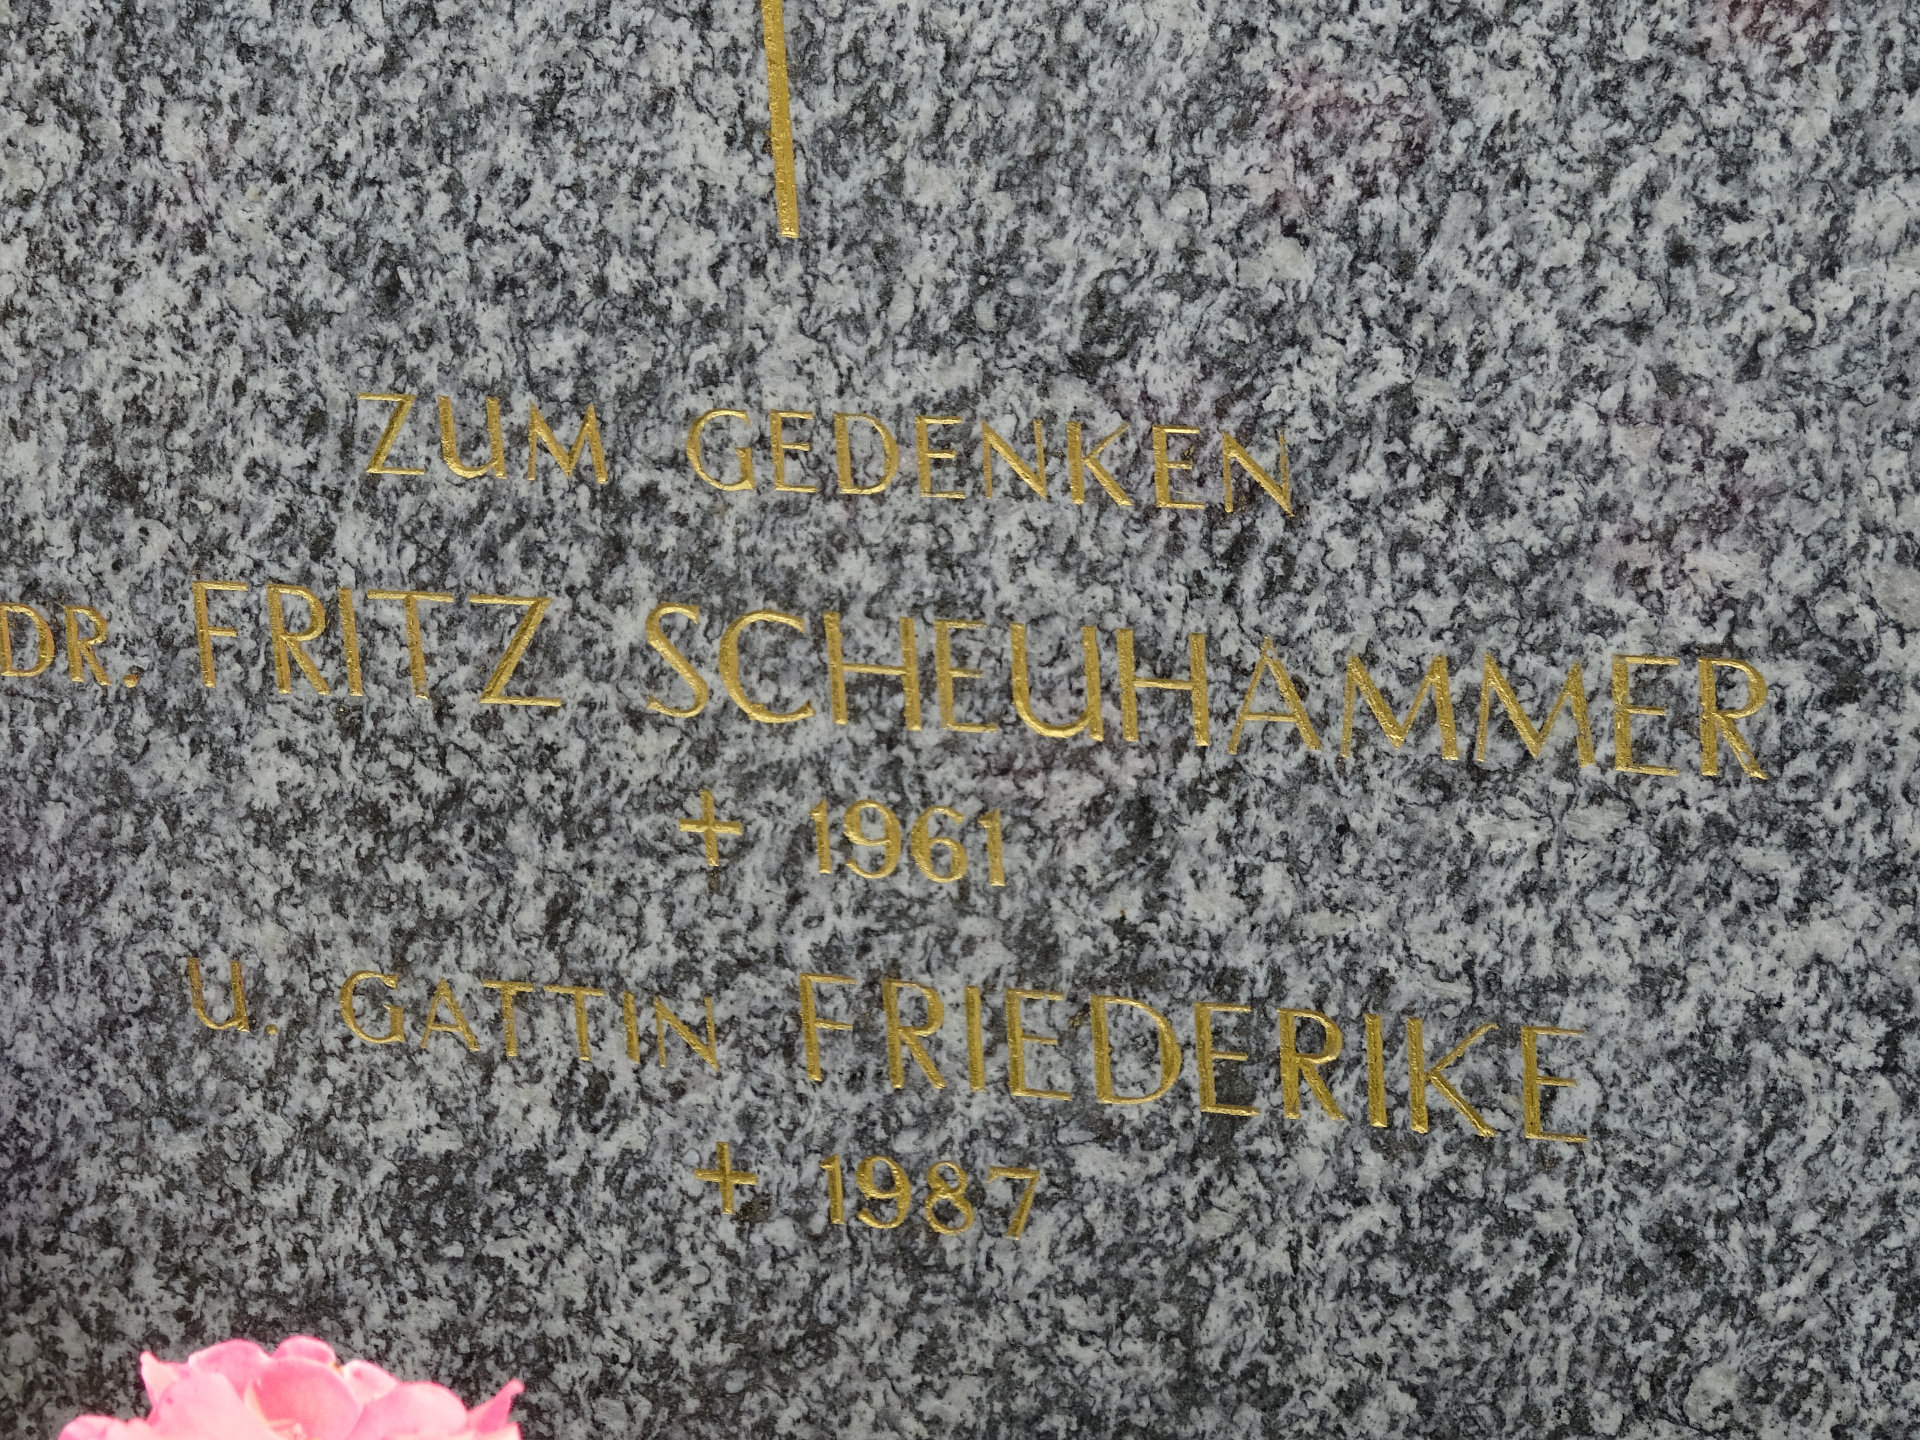 ZUM GEDENKEN
DR. FRITZ SCHEUHAMMER
✝ 1961
U. GATTIN FRIEDERIKE
✝ 1987